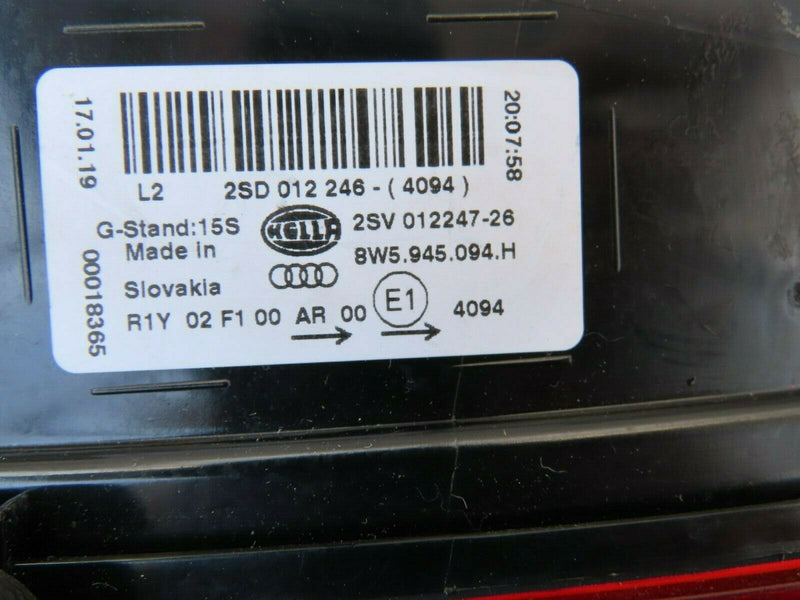 17.01.19
20:07:58
L2 2SD 012 246-(4094)
G-Stand:15S HELLA 2SV 012247-26
Made in 8W5.945.094.H
Slovakia
R1Y 02 F1 00 AR 00 E1 4094
00018365